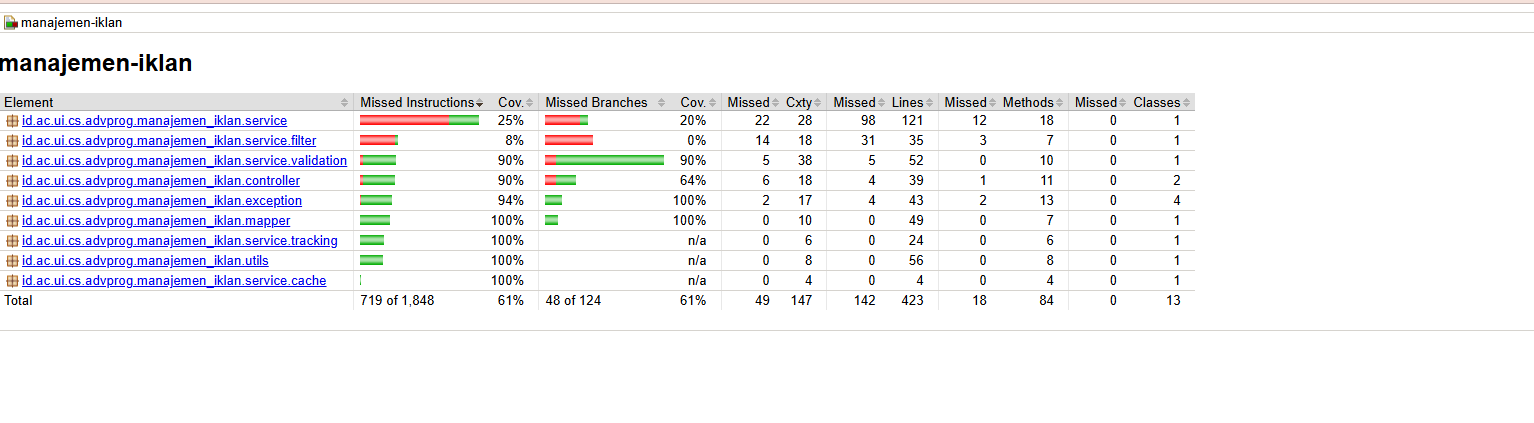 manajemen-iklan
manajemen-iklan
Element Missed Instructions Cov. Missed Branches Cov. Missed Cxty Missed Lines Missed Methods Missed Classes
id.ac.ui.cs.advprog.manajemen_iklan.service 25% 20% 22 28 98 121 12 18 0 1
id.ac.ui.cs.advprog.manajemen_iklan.service.filter 8% 0% 14 18 31 35 3 7 0 1
id.ac.ui.cs.advprog.manajemen_iklan.service.validation 90% 90% 5 38 5 52 0 10 0 1
id.ac.ui.cs.advprog.manajemen_iklan.controller 90% 64% 6 18 4 39 1 11 0 2
id.ac.ui.cs.advprog.manajemen_iklan.exception 94% 100% 2 17 4 43 2 13 0 4
id.ac.ui.cs.advprog.manajemen_iklan.mapper 100% 100% 0 10 0 49 0 7 0 1
id.ac.ui.cs.advprog.manajemen_iklan.service.tracking 100% n/a 0 6 0 24 0 6 0 1
id.ac.ui.cs.advprog.manajemen_iklan.utils 100% n/a 0 8 0 56 0 8 0 1
id.ac.ui.cs.advprog.manajemen_iklan.service.cache 100% n/a 0 4 0 4 0 4 0 1
Total 719 of 1,848 61% 48 of 124 61% 49 147 142 423 18 84 0 13